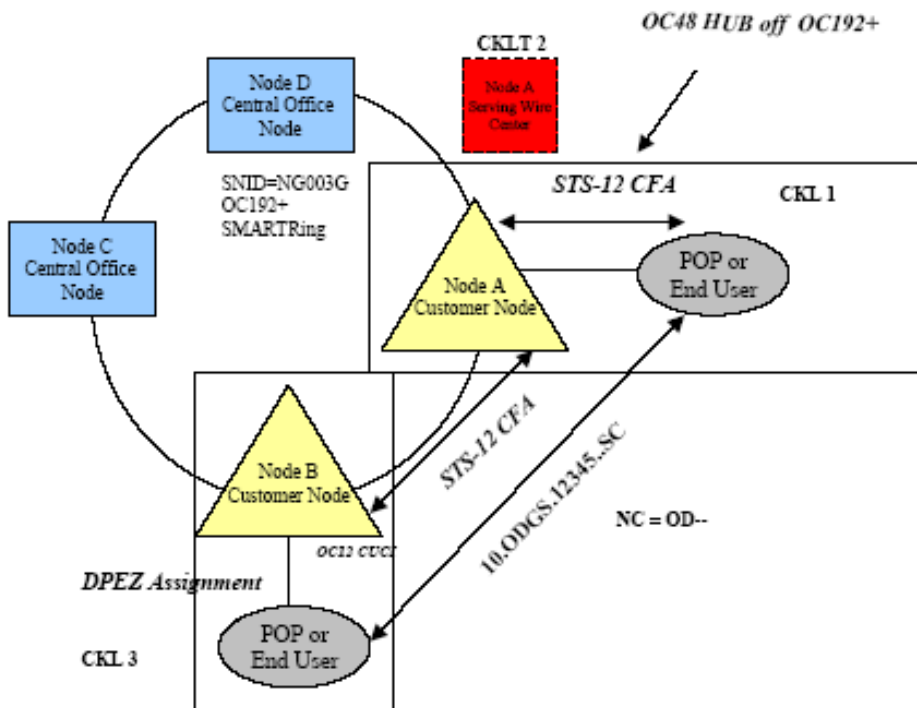 OC48 HUB off OC192+
CKLT 2
Node D
Central Office
Node
Node A
Serving Wire
Center
SNID=NG003G
OC192+
SMARTRing
STS-12 CFA
CKL 1
Node C
Central Office
Node
Node A
Customer Node
POP or
End User
STS-12 CFA
Node B
Customer Node
10.ODGS.12345..SC
NC = OD--
OC12 CUCI
DPEZ Assignment
POP or
End User
CKL 3